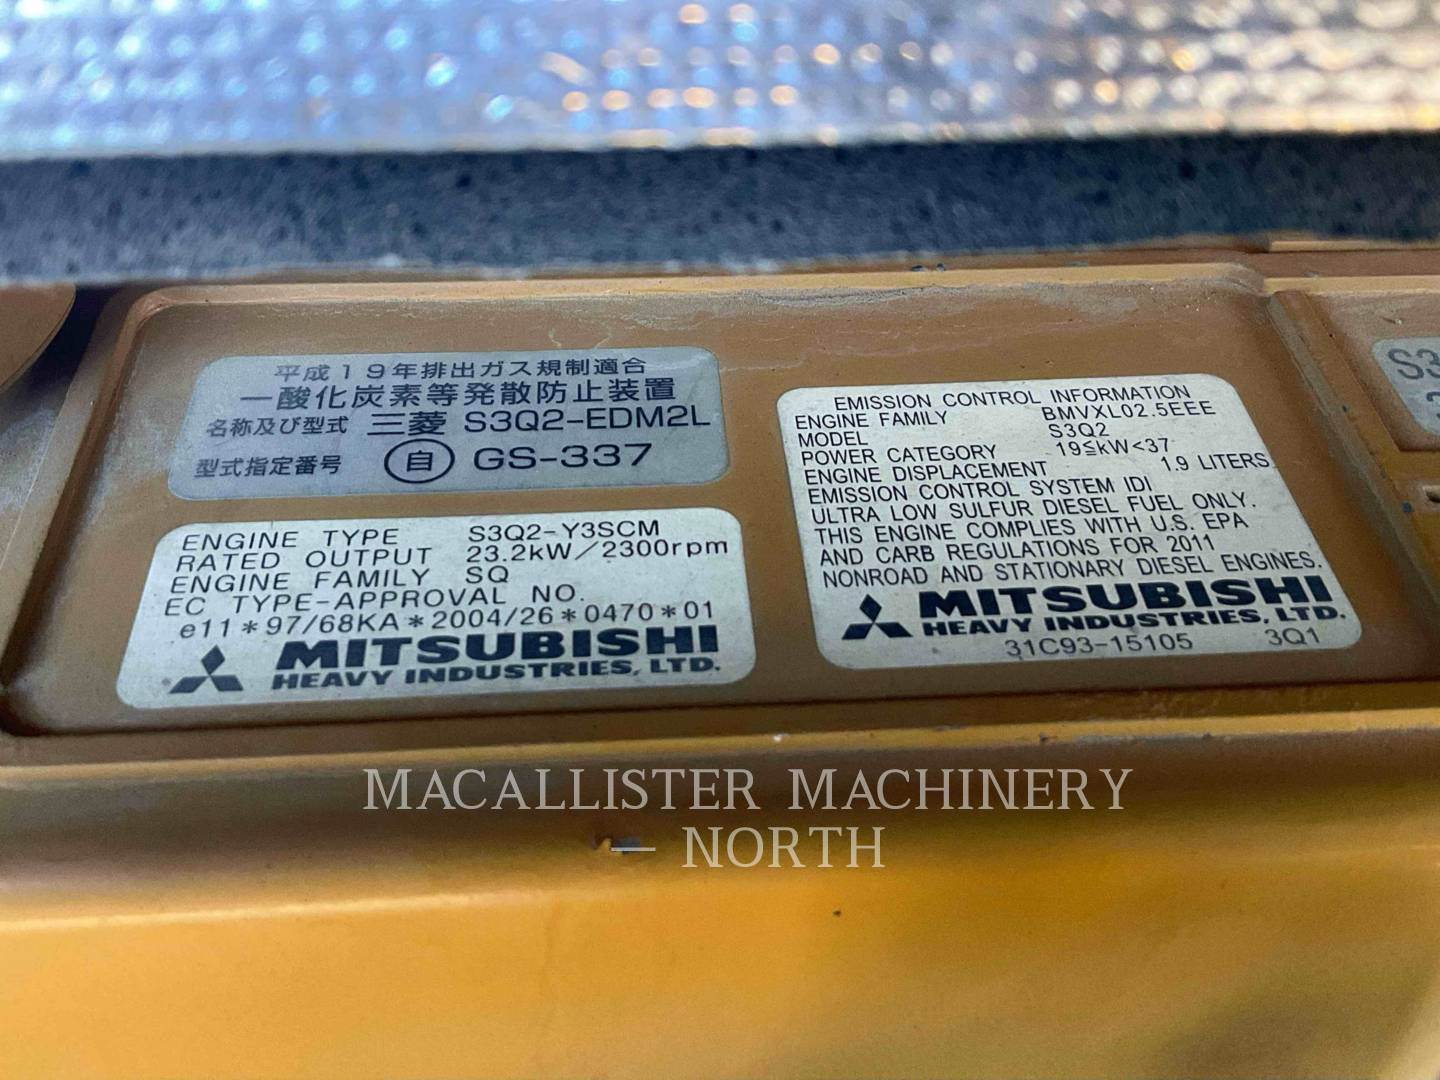 平成19年排出ガス規制適合
一酸化炭素等発散防止装置
名称及び型式 三菱 S3Q2-EDM2L
型式指定番号 自 GS-337
ENGINE TYPE S3Q2-Y3SCM
RATED OUTPUT 23.2kW/2300rpm
ENGINE FAMILY SQ
EC TYPE-APPROVAL NO.
e11*97/68KA*2004/26*0470*01
MITSUBISHI
HEAVY INDUSTRIES, LTD.
EMISSION CONTROL INFORMATION
ENGINE FAMILY BMVXL02.5EEE
MODEL S3Q2
POWER CATEGORY 19≦kW<37
ENGINE DISPLACEMENT 1.9 LITERS
EMISSION CONTROL SYSTEM IDI
ULTRA LOW SULFUR DIESEL FUEL ONLY.
THIS ENGINE COMPLIES WITH U.S. EPA
AND CARB REGULATIONS FOR 2011
NONROAD AND STATIONARY DIESEL ENGINES.
MITSUBISHI
HEAVY INDUSTRIES, LTD.
31C93-15105 3Q1
S3
MACALLISTER MACHINERY
— NORTH